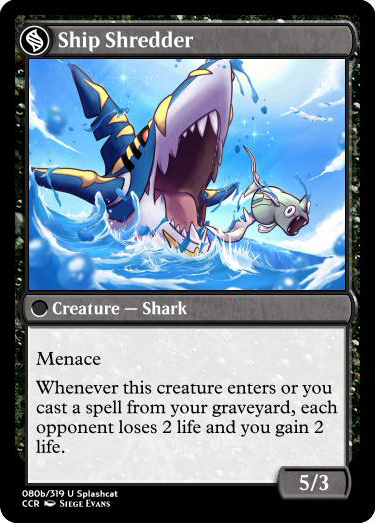 Ship Shredder
Creature — Shark
Menace
Whenever this creature enters or you
cast a spell from your graveyard, each
opponent loses 2 life and you gain 2
life.
5/3
080b/319 U Splashcat
CCR Siege Evans